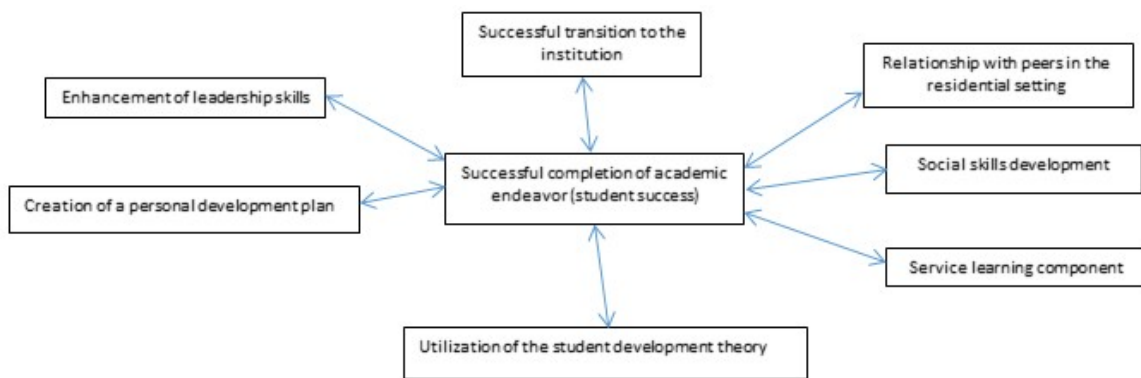 Successful transition to the
institution
Relationship with peers in the
residential setting
Enhancement of leadership skills
Successful completion of academic
endeavor (student success)
Social skills development
Creation of a personal development plan
Service learning component
Utilization of the student development theory